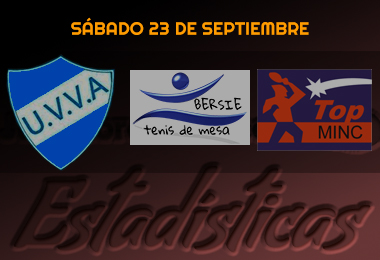 SÁBADO 23 DE SEPTIEMBRE
U.V.V.A
BERSIE
tenis de mesa
Top
MINC
Estadísticas